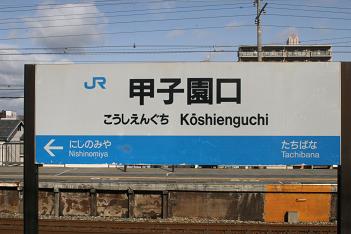 JR 甲子園口
こうしえんぐち Kōshienguchi
にしのみや たちばな
Nishinomiya Tachibana